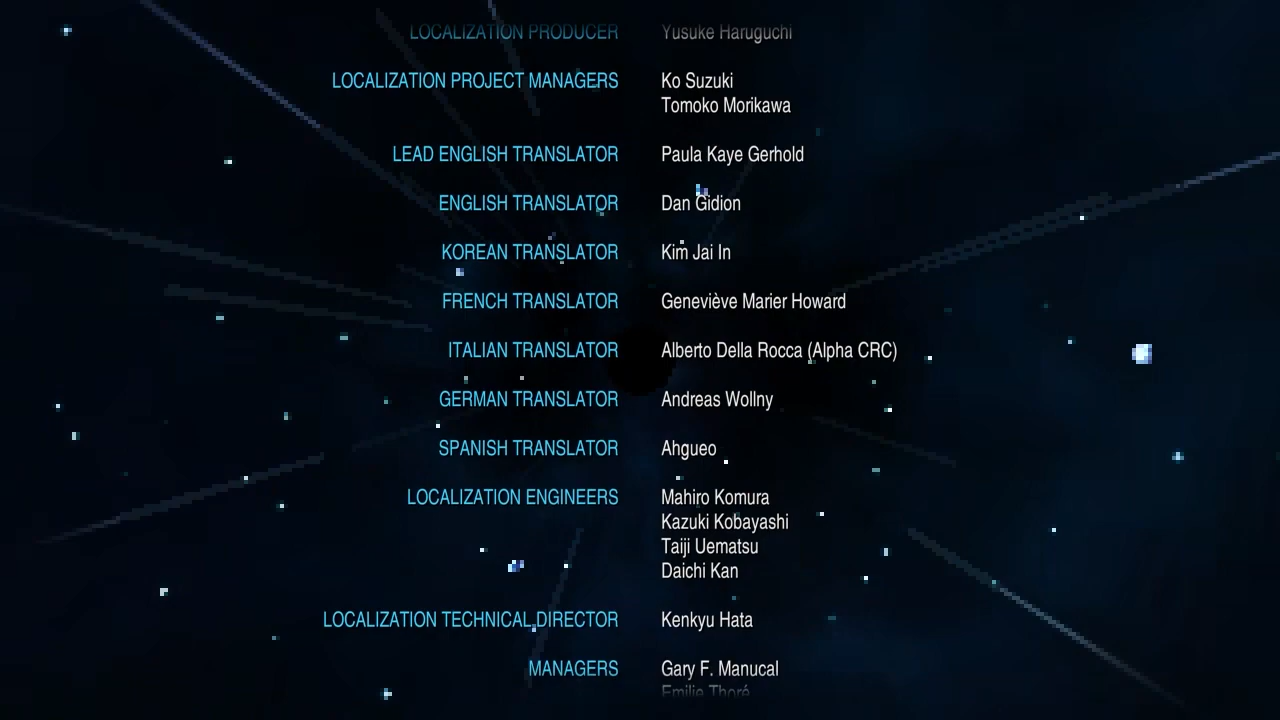 LOCALIZATION PRODUCER Yusuke Haruguchi
LOCALIZATION PROJECT MANAGERS Ko Suzuki
Tomoko Morikawa
LEAD ENGLISH TRANSLATOR Paula Kaye Gerhold
ENGLISH TRANSLATOR Dan Gidion
KOREAN TRANSLATOR Kim Jai In
FRENCH TRANSLATOR Geneviève Marier Howard
ITALIAN TRANSLATOR Alberto Della Rocca (Alpha CRC)
GERMAN TRANSLATOR Andreas Wollny
SPANISH TRANSLATOR Ahgueo
LOCALIZATION ENGINEERS Mahiro Komura
Kazuki Kobayashi
Taiji Uematsu
Daichi Kan
LOCALIZATION TECHNICAL DIRECTOR Kenkyu Hata
MANAGERS Gary F. Manucal
Emilie Thoré